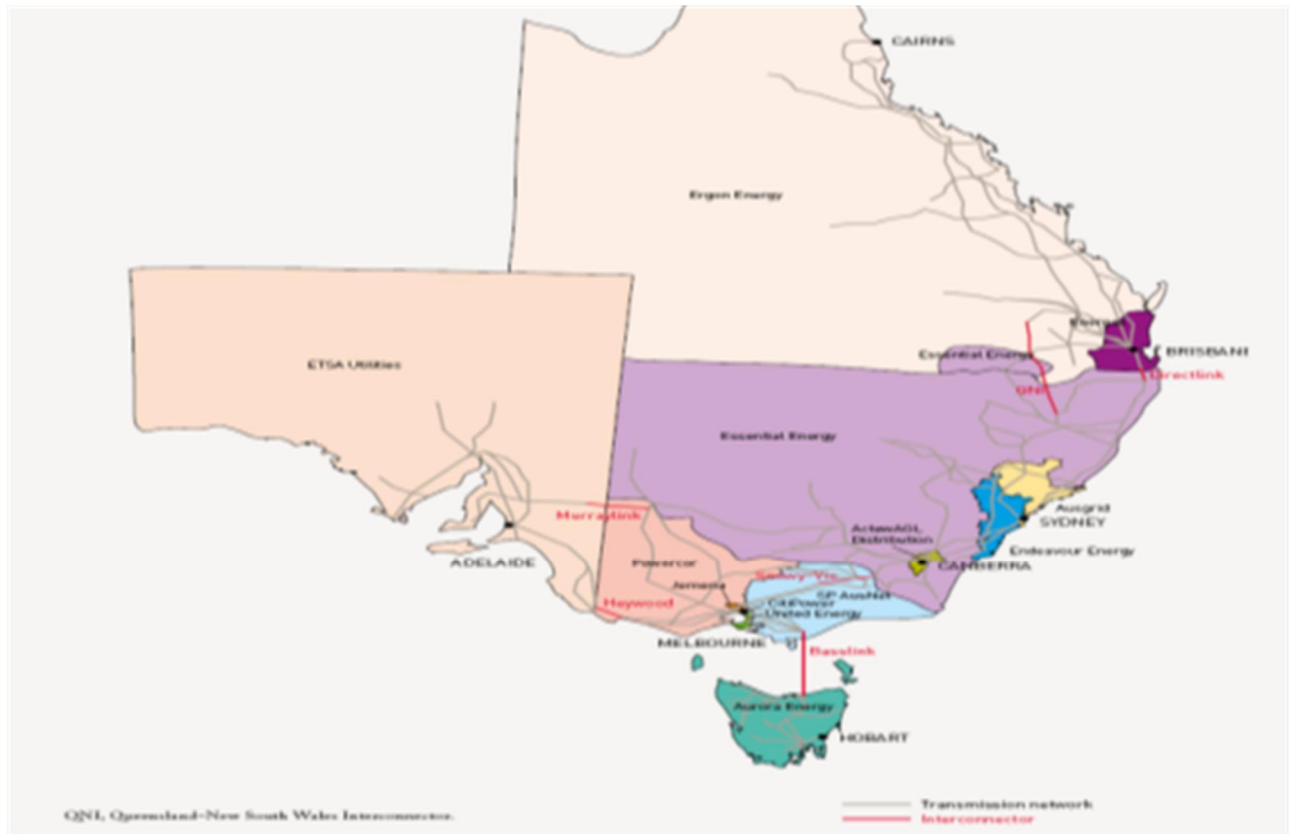 CAIRNS
Ergon Energy
BRISBANE
Essential Energy
Directlink
ETSA Utilities
QNI
Essential Energy
Murraylink
Ausgrid
SYDNEY
ActewAGL
Distribution
Endeavour Energy
ADELAIDE
Powercor
CANBERRA
Jemena
SP AusNet
Heywood
CitiPower
United Energy
MELBOURNE
Basslink
Aurora Energy
HOBART
Transmission network
QNI, Queensland–New South Wales Interconnector.
Interconnector